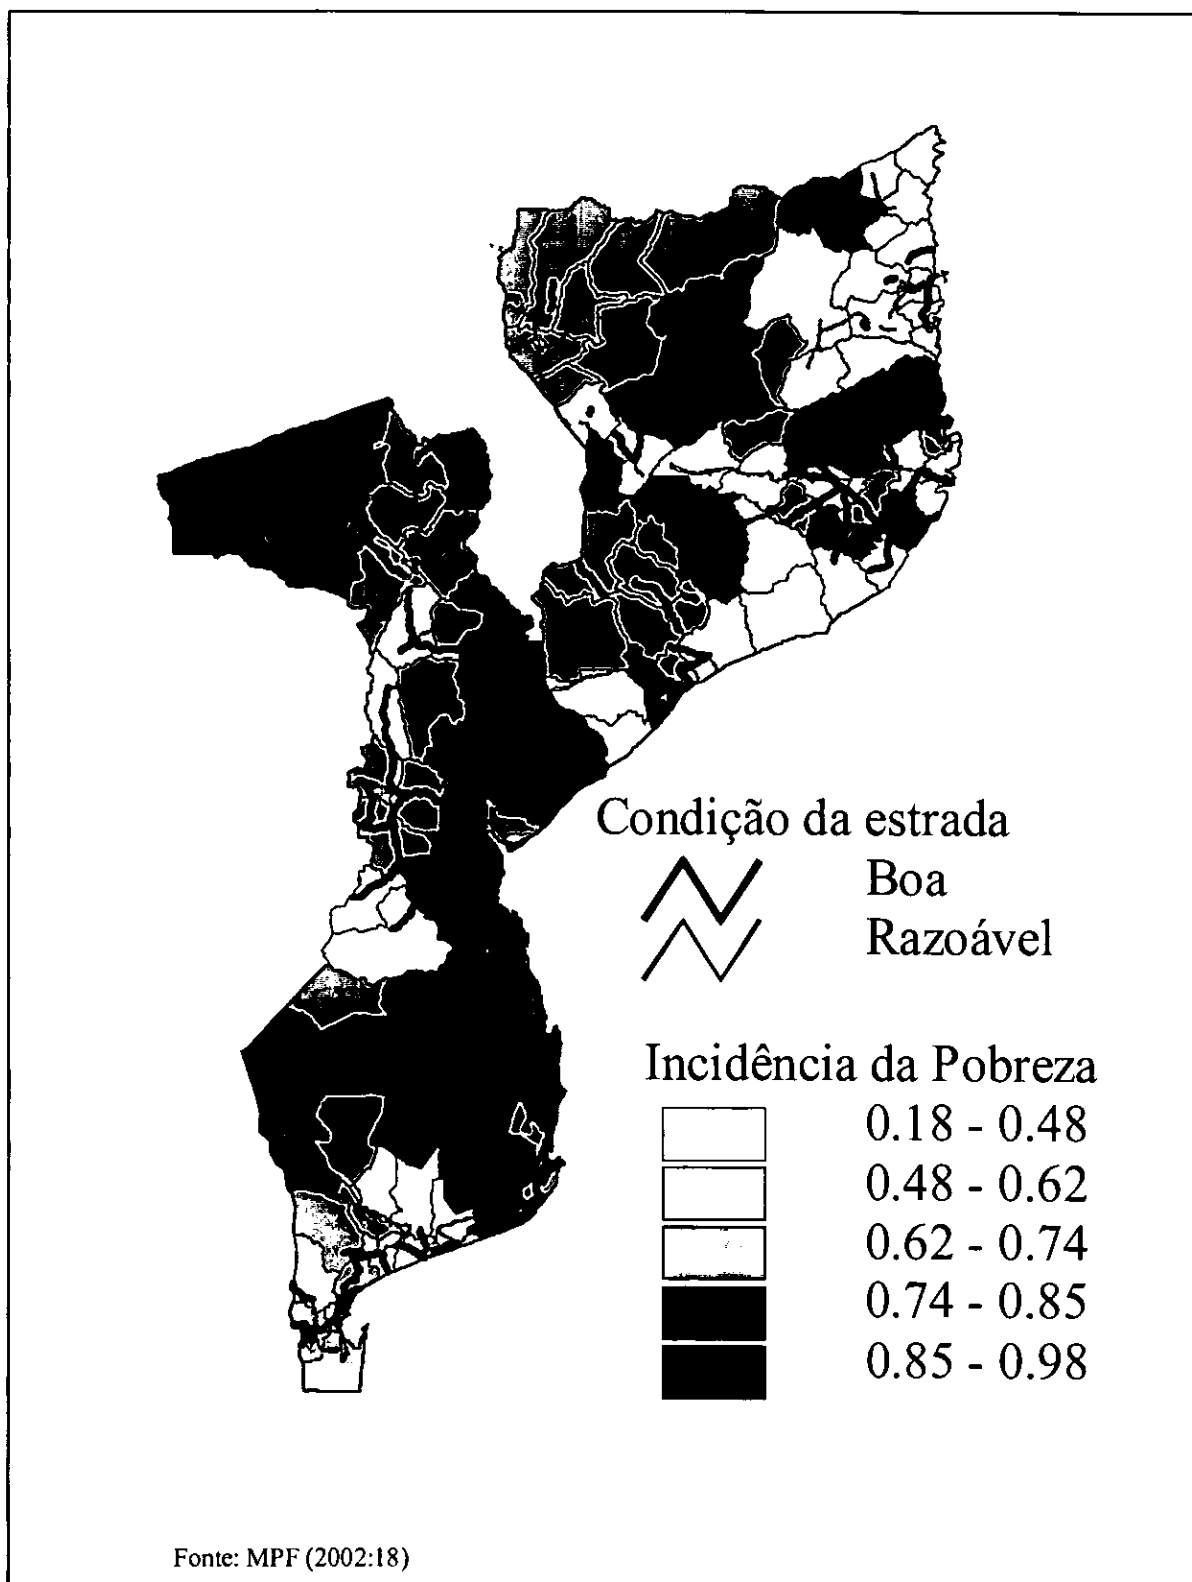 Condição da estrada
Boa
Razoável
Incidência da Pobreza
0.18 - 0.48
0.48 - 0.62
0.62 - 0.74
0.74 - 0.85
0.85 - 0.98
Fonte: MPF (2002:18)